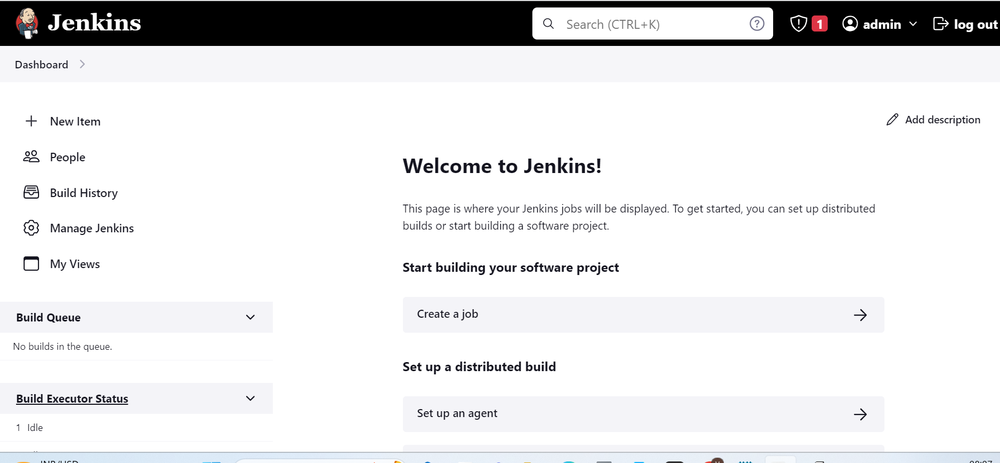 Jenkins
Search (CTRL+K)
1
admin
log out
Dashboard
New Item
People
Build History
Manage Jenkins
My Views
Build Queue
No builds in the queue.
Build Executor Status
1 Idle
Add description
Welcome to Jenkins!
This page is where your Jenkins jobs will be displayed. To get started, you can set up distributed
builds or start building a software project.
Start building your software project
Create a job
Set up a distributed build
Set up an agent